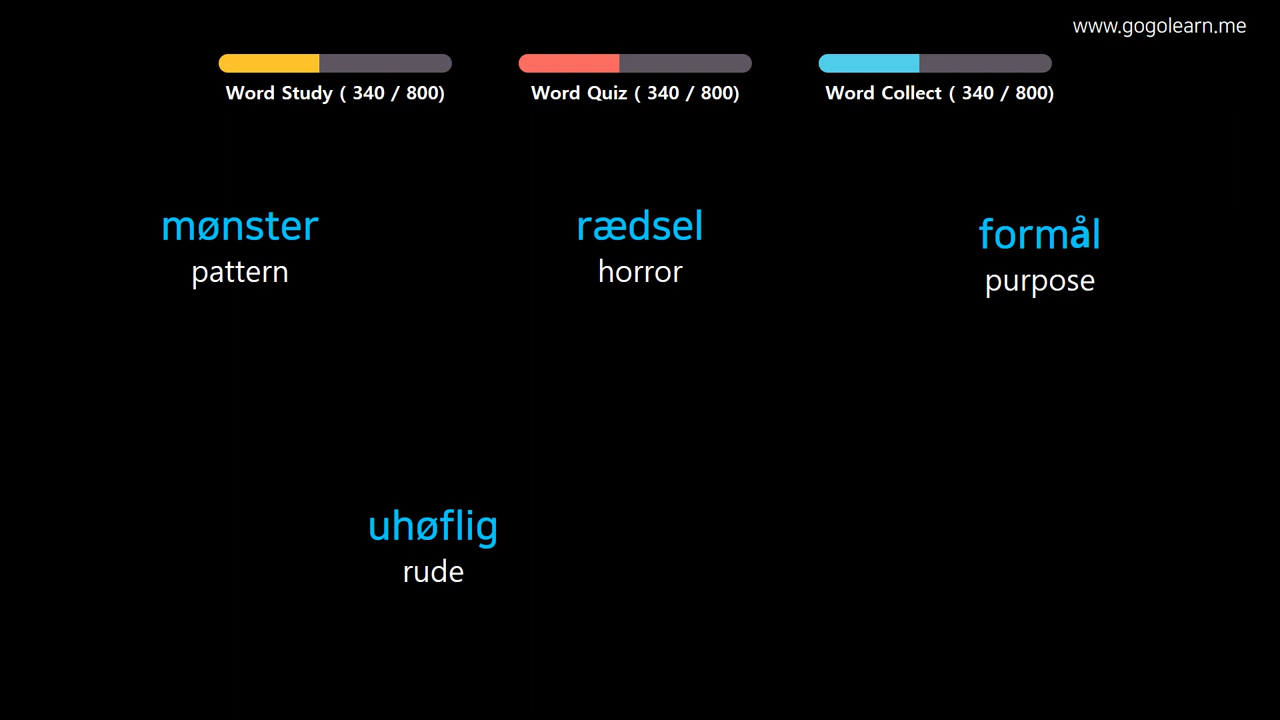 www.gogolearn.me
Word Study ( 340 / 800)
Word Quiz ( 340 / 800)
Word Collect ( 340 / 800)
mønster
pattern
rædsel
horror
formål
purpose
uhøflig
rude